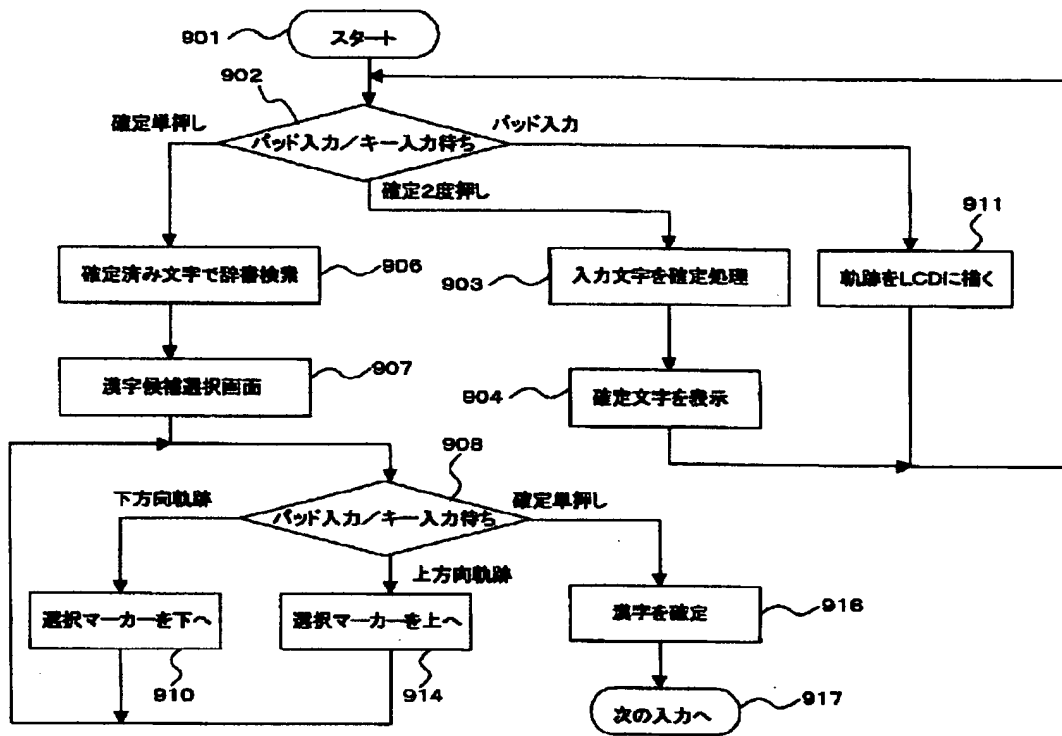 901
スタート
902
確定単押し
パッド入力
パッド入力／キー入力待ち
確定2度押し
911
確定済み文字で辞書検索
906
903
入力文字を確定処理
軌跡をLCDに描く
漢字候補選択画面
907
904
確定文字を表示
908
下方向軌跡
確定単押し
パッド入力／キー入力待ち
上方向軌跡
選択マーカーを下へ
選択マーカーを上へ
漢字を確定
916
910
914
次の入力へ
917